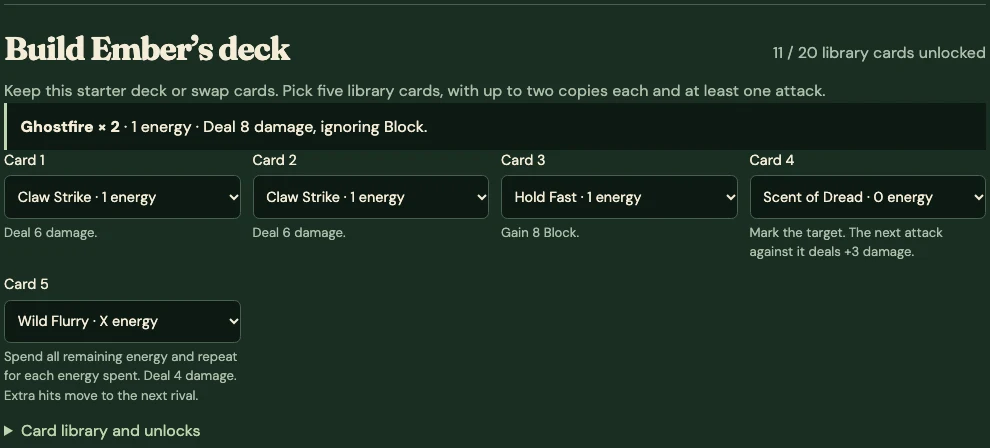 Build Ember’s deck
11 / 20 library cards unlocked
Keep this starter deck or swap cards. Pick five library cards, with up to two copies each and at least one attack.
Ghostfire × 2 · 1 energy · Deal 8 damage, ignoring Block.
Card 1
Claw Strike · 1 energy
Deal 6 damage.
Card 2
Claw Strike · 1 energy
Deal 6 damage.
Card 3
Hold Fast · 1 energy
Gain 8 Block.
Card 4
Scent of Dread · 0 energy
Mark the target. The next attack
against it deals +3 damage.
Card 5
Wild Flurry · X energy
Spend all remaining energy and repeat
for each energy spent. Deal 4 damage.
Extra hits move to the next rival.
Card library and unlocks